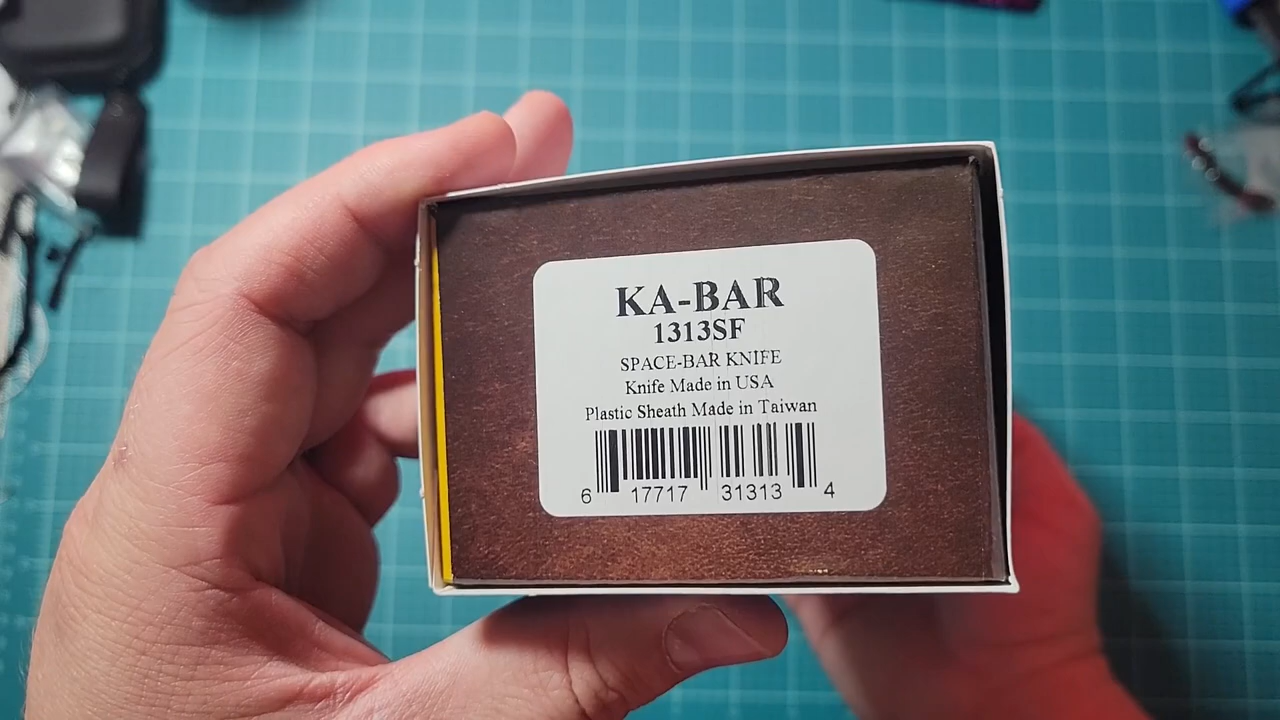 KA-BAR
1313SF
SPACE-BAR KNIFE
Knife Made in USA
Plastic Sheath Made in Taiwan
6 17717 31313 4